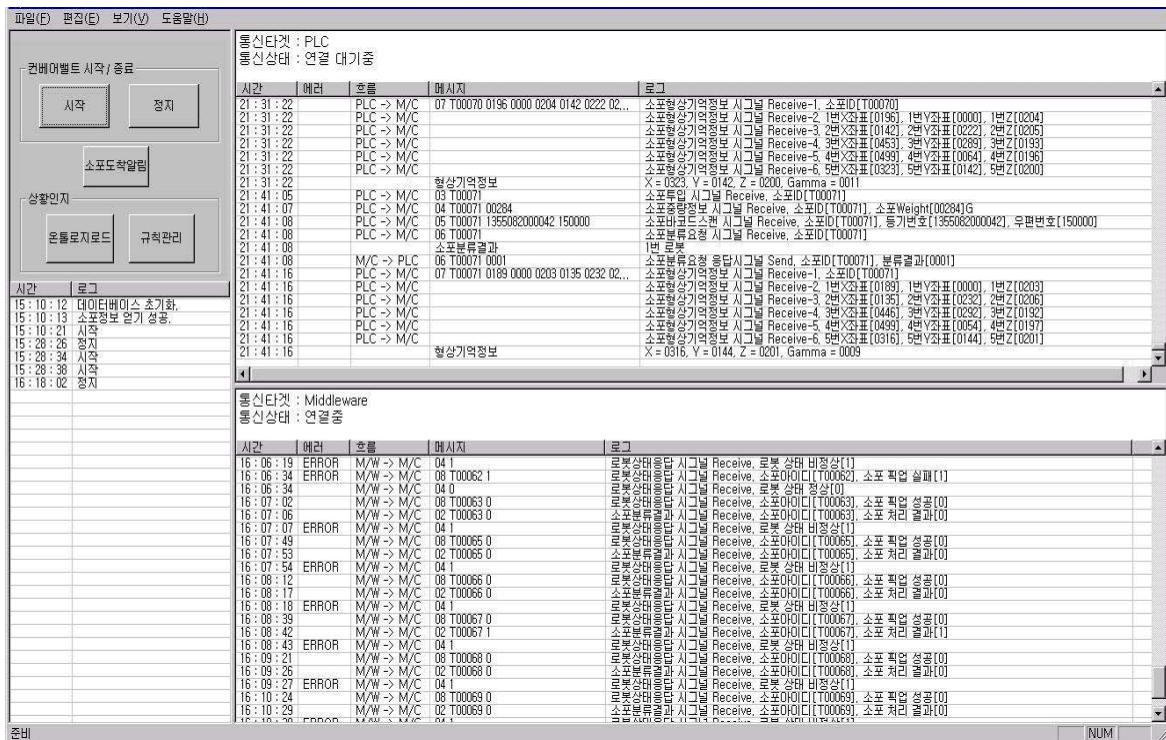 파일(F) 편집(E) 보기(V) 도움말(H)
컨베어밸트 시작/종료
시작 정지
소포도착알림
상황인지
온톨로지로드 규칙관리
시간 로그
15 : 10 : 12 데이터베이스 초기화,
15 : 10 : 13 소포정보 얻기 성공,
15 : 10 : 21 시작
15 : 28 : 26 정지
15 : 28 : 34 시작
15 : 28 : 38 시작
16 : 18 : 02 정지
통신타겟 : PLC
통신상태 : 연결 대기중
시간 에러 흐름 메시지 로그
21 : 31 : 22 PLC -> M/C 07 T00070 0196 0000 0204 0142 0222 02... 소포형상기억정보 시그널 Receive-1, 소포ID[T00070]
21 : 31 : 22 PLC -> M/C 소포형상기억정보 시그널 Receive-2, 1번X좌표[0196], 1번Y좌표[0000], 1번Z[0204]
21 : 31 : 22 PLC -> M/C 소포형상기억정보 시그널 Receive-3, 2번X좌표[0142], 2번Y좌표[0222], 2번Z[0205]
21 : 31 : 22 PLC -> M/C 소포형상기억정보 시그널 Receive-4, 3번X좌표[0453], 3번Y좌표[0289], 3번Z[0193]
21 : 31 : 22 PLC -> M/C 소포형상기억정보 시그널 Receive-5, 4번X좌표[0499], 4번Y좌표[0064], 4번Z[0196]
21 : 31 : 22 PLC -> M/C 소포형상기억정보 시그널 Receive-6, 5번X좌표[0323], 5번Y좌표[0142], 5번Z[0200]
21 : 31 : 22 형상기억정보 X = 0323, Y = 0142, Z = 0200, Gamma = 0011
21 : 41 : 05 PLC -> M/C 03 T00071 소포투입 시그널 Receive, 소포ID[T00071]
21 : 41 : 07 PLC -> M/C 04 T00071 00284 소포중량정보 시그널 Receive, 소포ID[T00071], 소포Weight[00284]G
21 : 41 : 08 PLC -> M/C 05 T00071 1355082000042 150000 소포바코드스캔 시그널 Receive, 소포ID[T00071], 등기번호[1355082000042], 우편번호[150000]
21 : 41 : 08 PLC -> M/C 06 T00071 소포분류요청 시그널 Receive, 소포ID[T00071]
21 : 41 : 08 소포분류결과 1번 로봇
21 : 41 : 08 M/C -> PLC 06 T00071 0001 소포분류요청 응답시그널 Send, 소포ID[T00071], 분류결과[0001]
21 : 41 : 16 PLC -> M/C 07 T00071 0189 0000 0203 0135 0232 02... 소포형상기억정보 시그널 Receive-1, 소포ID[T00071]
21 : 41 : 16 PLC -> M/C 소포형상기억정보 시그널 Receive-2, 1번X좌표[0189], 1번Y좌표[0000], 1번Z[0203]
21 : 41 : 16 PLC -> M/C 소포형상기억정보 시그널 Receive-3, 2번X좌표[0135], 2번Y좌표[0232], 2번Z[0206]
21 : 41 : 16 PLC -> M/C 소포형상기억정보 시그널 Receive-4, 3번X좌표[0446], 3번Y좌표[0292], 3번Z[0192]
21 : 41 : 16 PLC -> M/C 소포형상기억정보 시그널 Receive-5, 4번X좌표[0499], 4번Y좌표[0054], 4번Z[0197]
21 : 41 : 16 PLC -> M/C 소포형상기억정보 시그널 Receive-6, 5번X좌표[0316], 5번Y좌표[0144], 5번Z[0201]
21 : 41 : 16 형상기억정보 X = 0316, Y = 0144, Z = 0201, Gamma = 0009
통신타겟 : Middleware
통신상태 : 연결중
시간 에러 흐름 메시지 로그
16 : 06 : 19 ERROR M/W -> M/C 04 1 로봇상태응답 시그널 Receive, 로봇 상태 비정상[1]
16 : 06 : 34 ERROR M/W -> M/C 08 T00062 1 로봇상태응답 시그널 Receive, 소포아이디[T00062], 소포 픽업 실패[1]
16 : 06 : 34 M/W -> M/C 04 0 로봇상태응답 시그널 Receive, 로봇 상태 정상[0]
16 : 07 : 02 M/W -> M/C 08 T00063 0 로봇상태응답 시그널 Receive, 소포아이디[T00063], 소포 픽업 성공[0]
16 : 07 : 06 M/W -> M/C 02 T00063 0 소포분류결과 시그널 Receive, 소포아이디[T00063], 소포 처리 결과[0]
16 : 07 : 07 ERROR M/W -> M/C 04 1 로봇상태응답 시그널 Receive, 로봇 상태 비정상[1]
16 : 07 : 49 M/W -> M/C 08 T00065 0 로봇상태응답 시그널 Receive, 소포아이디[T00065], 소포 픽업 성공[0]
16 : 07 : 53 M/W -> M/C 02 T00065 0 소포분류결과 시그널 Receive, 소포아이디[T00065], 소포 처리 결과[0]
16 : 07 : 54 ERROR M/W -> M/C 04 1 로봇상태응답 시그널 Receive, 로봇 상태 비정상[1]
16 : 08 : 12 M/W -> M/C 08 T00066 0 로봇상태응답 시그널 Receive, 소포아이디[T00066], 소포 픽업 성공[0]
16 : 08 : 17 M/W -> M/C 02 T00066 0 소포분류결과 시그널 Receive, 소포아이디[T00066], 소포 처리 결과[0]
16 : 08 : 18 ERROR M/W -> M/C 04 1 로봇상태응답 시그널 Receive, 로봇 상태 비정상[1]
16 : 08 : 39 M/W -> M/C 08 T00067 0 로봇상태응답 시그널 Receive, 소포아이디[T00067], 소포 픽업 성공[0]
16 : 08 : 42 M/W -> M/C 02 T00067 1 소포분류결과 시그널 Receive, 소포아이디[T00067], 소포 처리 결과[1]
16 : 08 : 43 ERROR M/W -> M/C 04 1 로봇상태응답 시그널 Receive, 로봇 상태 비정상[1]
16 : 09 : 21 M/W -> M/C 08 T00068 0 로봇상태응답 시그널 Receive, 소포아이디[T00068], 소포 픽업 성공[0]
16 : 09 : 26 M/W -> M/C 02 T00068 0 소포분류결과 시그널 Receive, 소포아이디[T00068], 소포 처리 결과[0]
16 : 09 : 27 ERROR M/W -> M/C 04 1 로봇상태응답 시그널 Receive, 로봇 상태 비정상[1]
16 : 10 : 24 M/W -> M/C 08 T00069 0 로봇상태응답 시그널 Receive, 소포아이디[T00069], 소포 픽업 성공[0]
16 : 10 : 29 M/W -> M/C 02 T00069 0 소포분류결과 시그널 Receive, 소포아이디[T00069], 소포 처리 결과[0]
준비 NUM